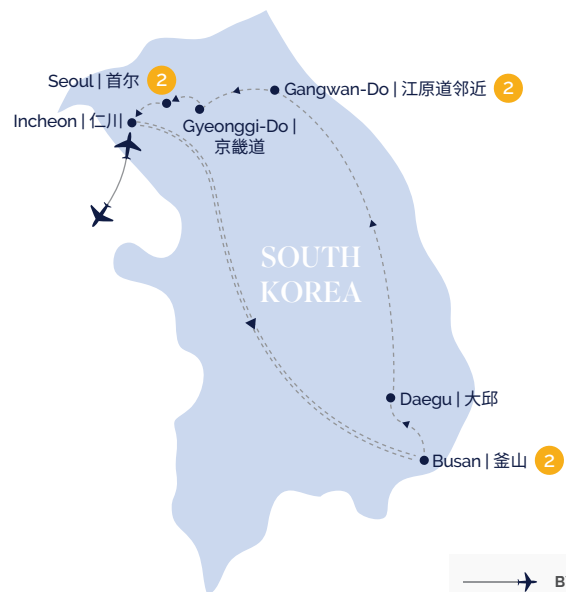 Seoul | 首尔 2
Gangwan-Do | 江原道邻近 2
Incheon | 仁川
Gyeonggi-Do |
京畿道
SOUTH
KOREA
Daegu | 大邱
Busan | 釜山 2